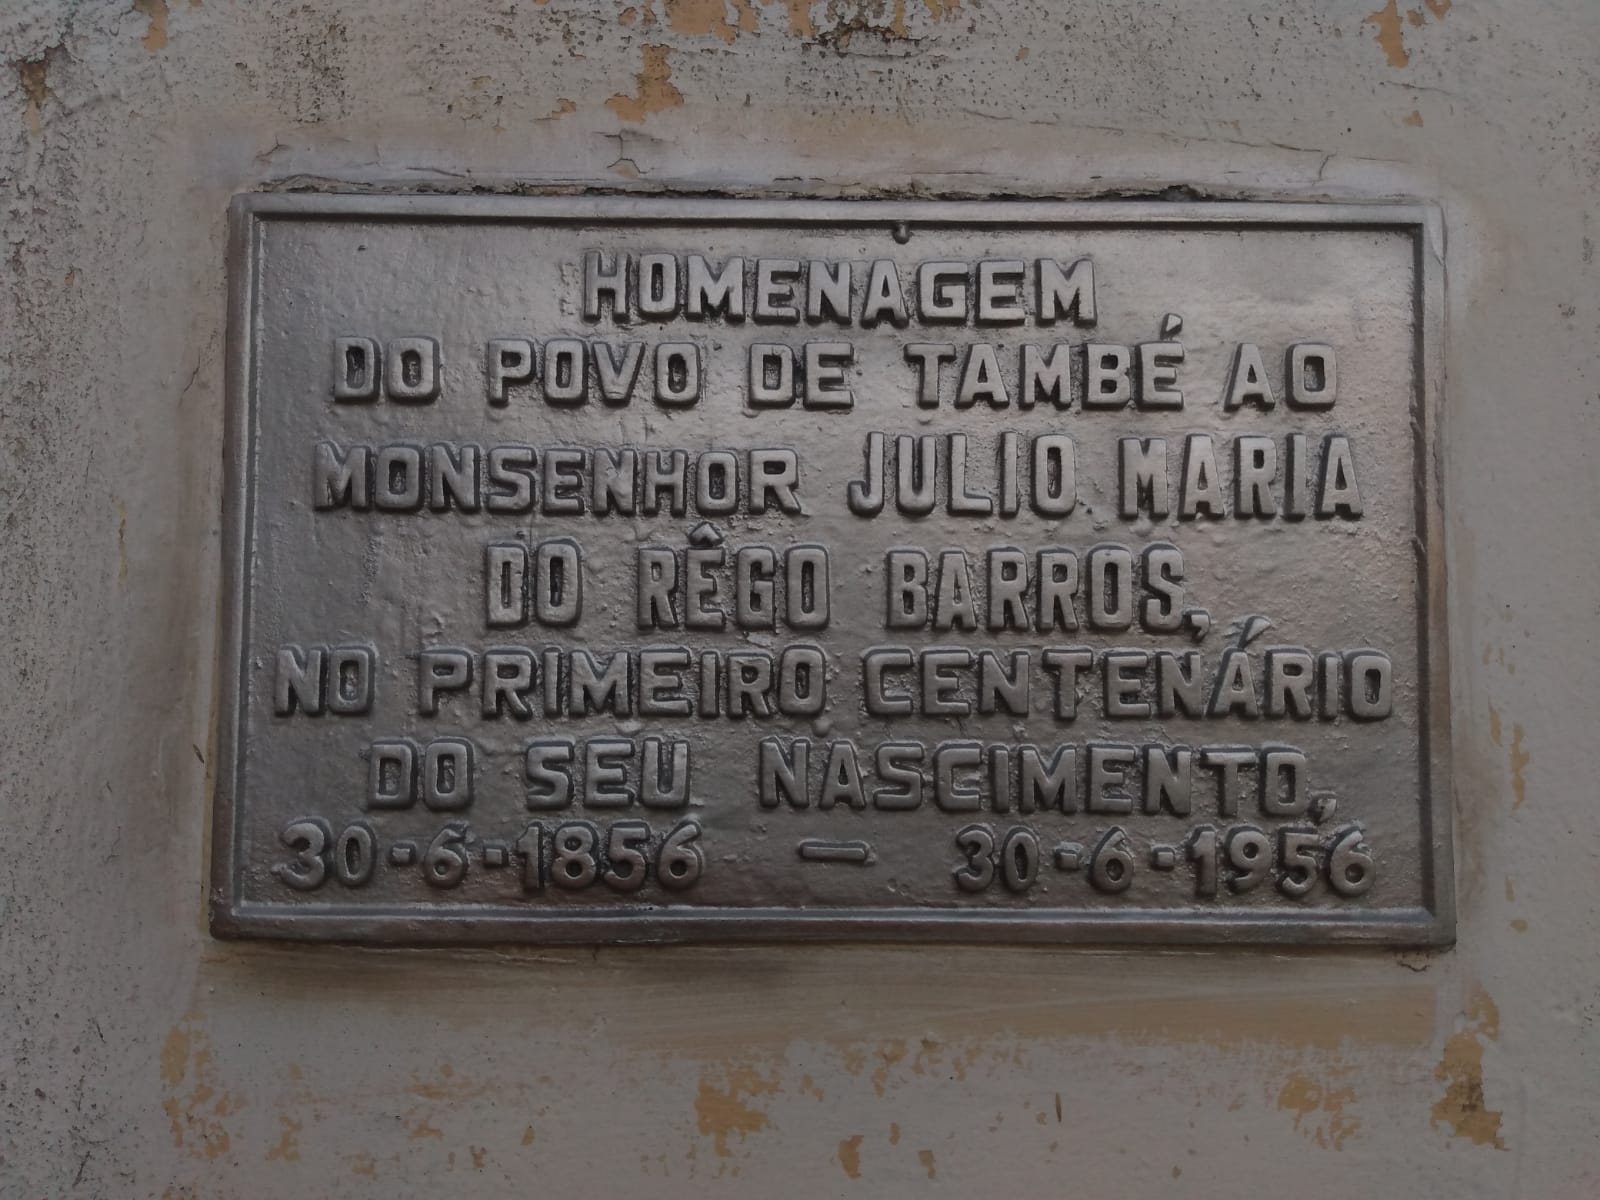 HOMENAGEM
DO POVO DE TAMBÉ AO
MONSENHOR JULIO MARIA
DO RÊGO BARROS,
NO PRIMEIRO CENTENÁRIO
DO SEU NASCIMENTO,
30-6-1856 — 30-6-1956